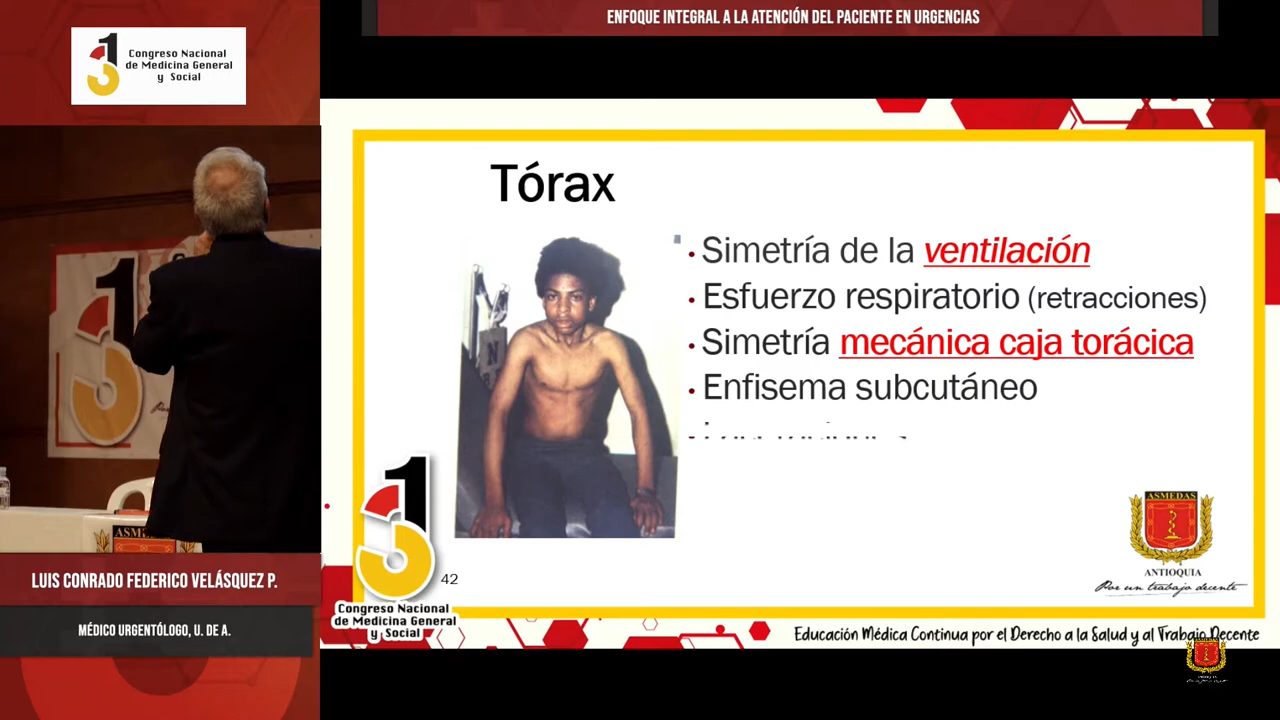 ENFOQUE INTEGRAL A LA ATENCIÓN DEL PACIENTE EN URGENCIAS
31
Congreso Nacional
de Medicina General
y Social
Tórax
• Simetría de la ventilación
• Esfuerzo respiratorio (retracciones)
• Simetría mecánica caja torácica
• Enfisema subcutáneo
N
31
ASMEDAS
ANTIOQUIA
Por un trabajo decente
42
Congreso Nacional
de Medicina General
y Social
Educación Médica Continua por el Derecho a la Salud y al Trabajo Decente
LUIS CONRADO FEDERICO VELÁSQUEZ P.
MÉDICO URGENTÓLOGO, U. DE A.